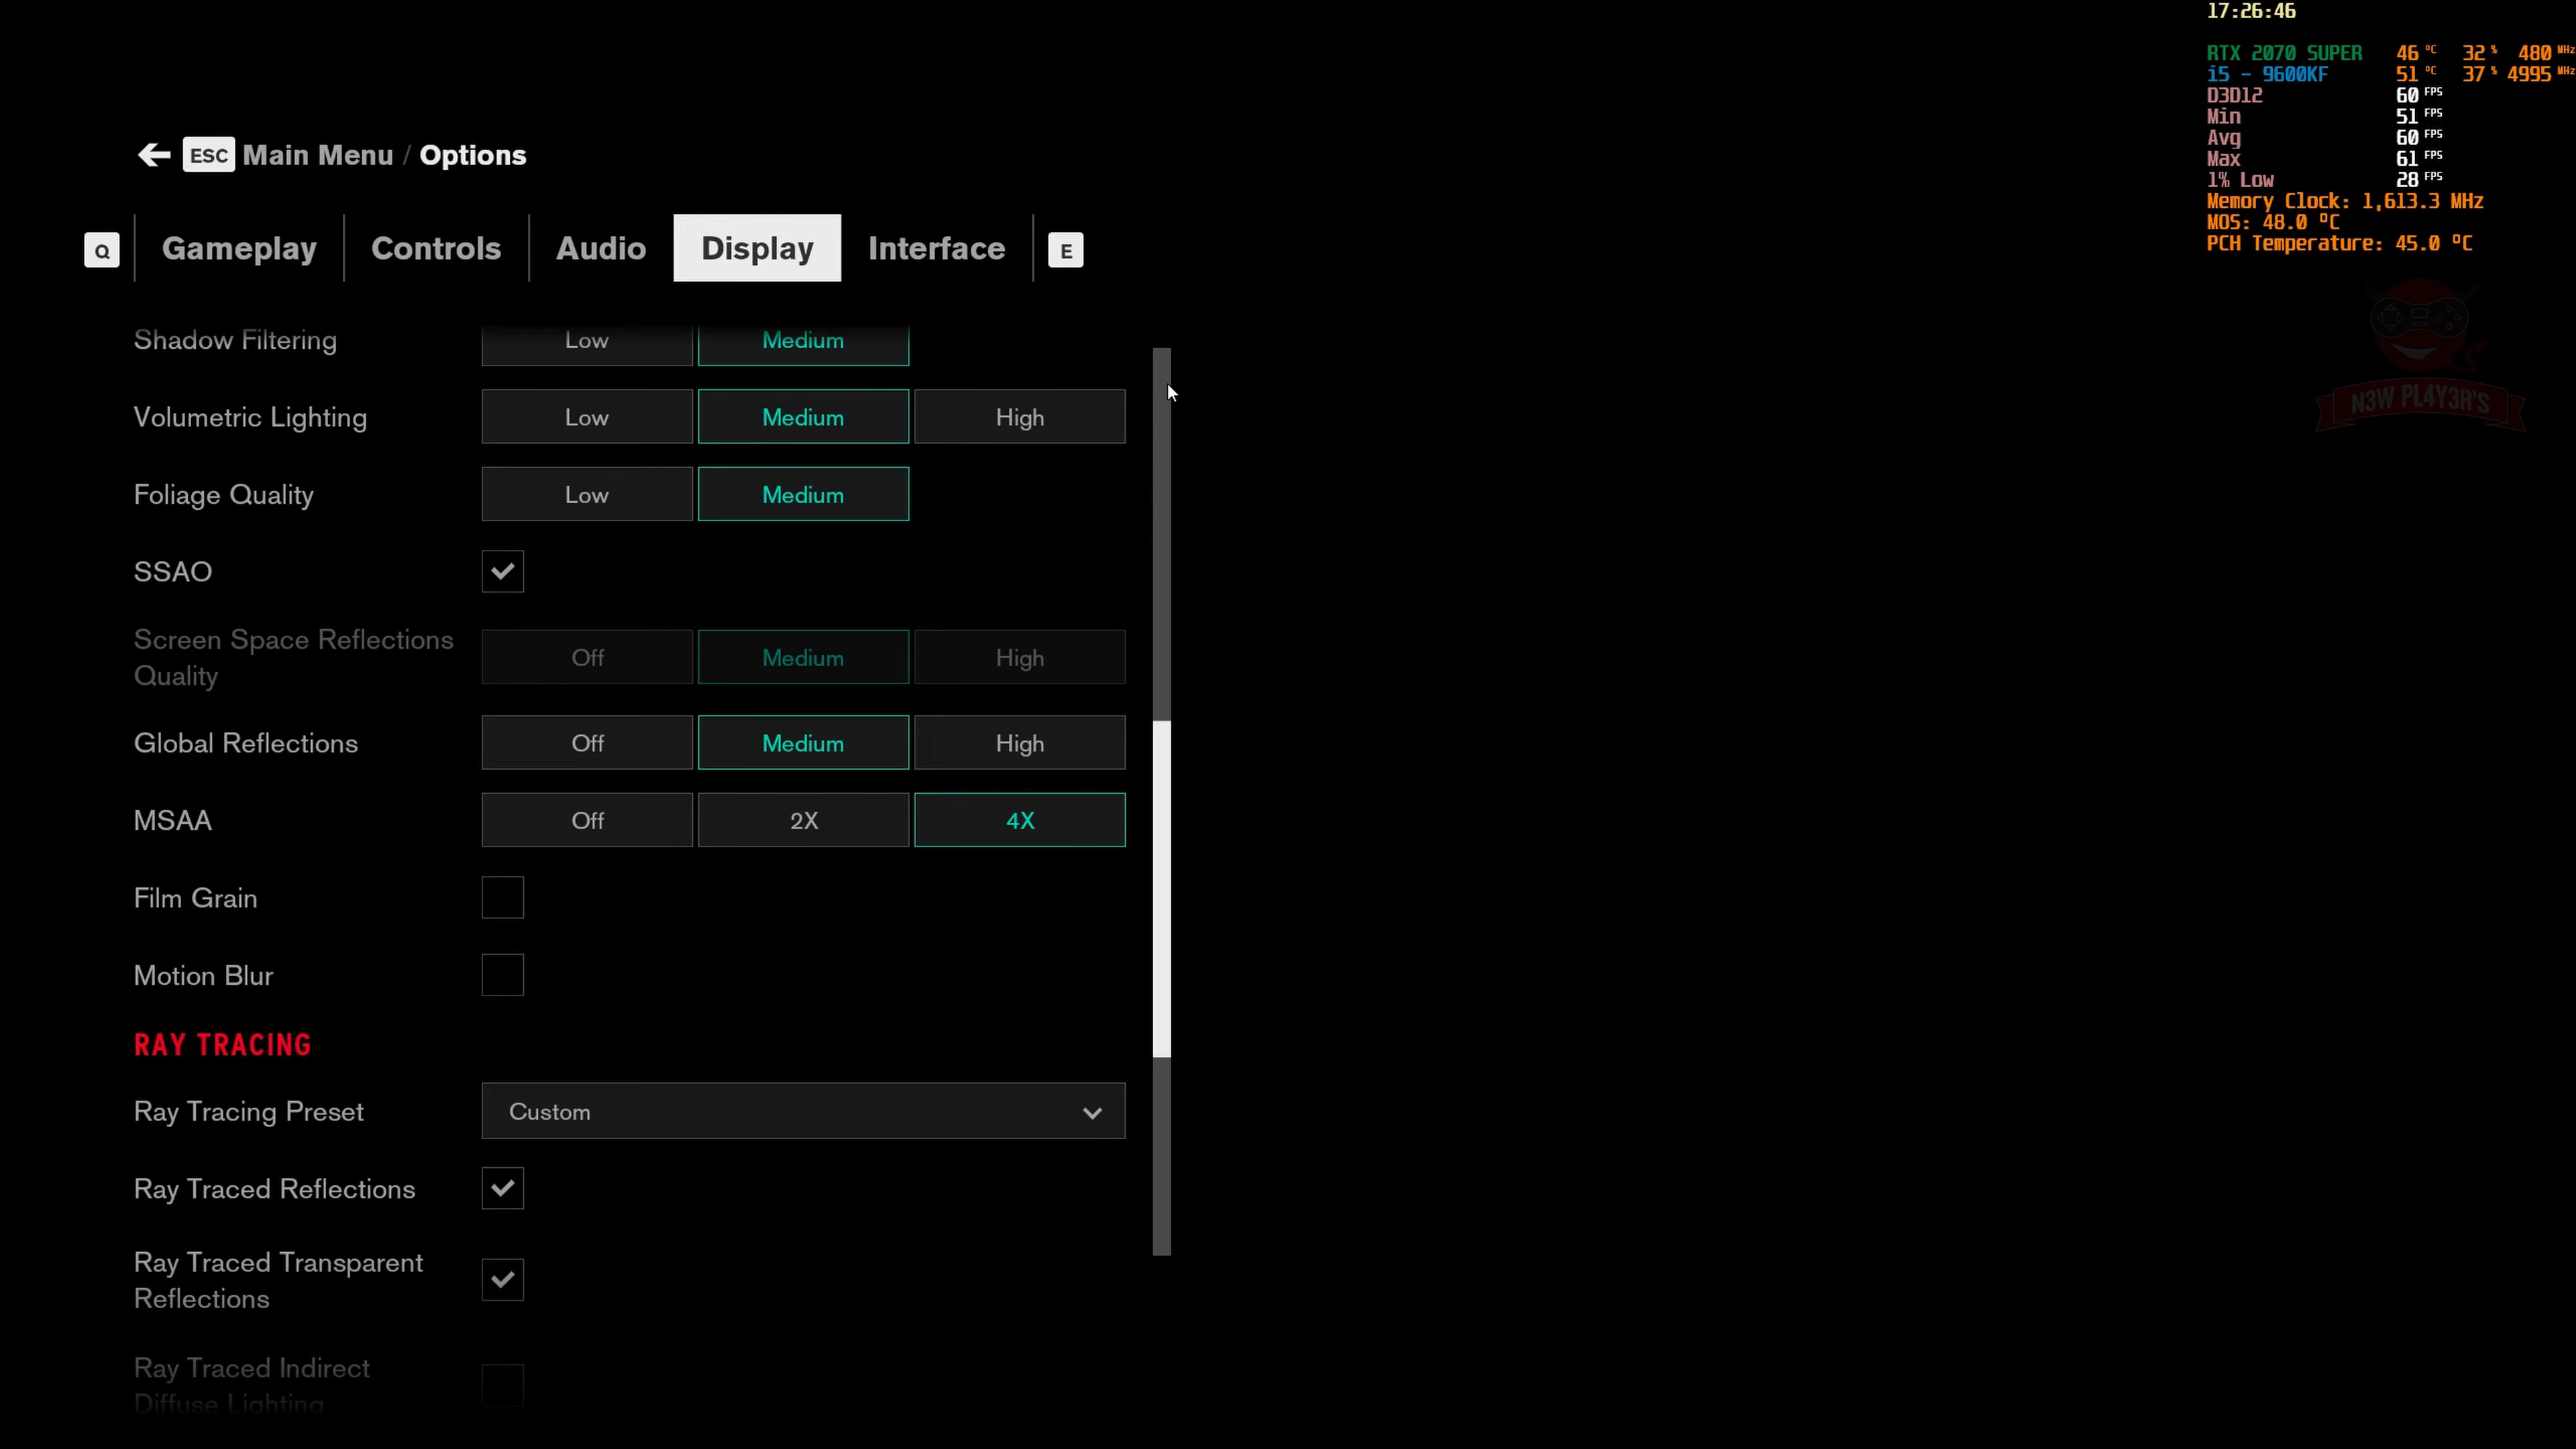 17:26:46
RTX 2070 SUPER 46 °C 32 % 480 MHz
i5 - 9600KF 51 °C 37 % 4995 MHz
D3D12 60 FPS
Min 51 FPS
Avg 60 FPS
Max 61 FPS
1% Low 28 FPS
Memory Clock: 1,613.3 MHz
MOS: 48.0 °C
PCH Temperature: 45.0 °C
N3W PL4Y3R'S
ESC Main Menu / Options
Q Gameplay Controls Audio Display Interface E
Shadow Filtering Low Medium
Volumetric Lighting Low Medium High
Foliage Quality Low Medium
SSAO
Screen Space Reflections
Quality Off Medium High
Global Reflections Off Medium High
MSAA Off 2X 4X
Film Grain
Motion Blur
RAY TRACING
Ray Tracing Preset Custom
Ray Traced Reflections
Ray Traced Transparent
Reflections
Ray Traced Indirect
Diffuse Lighting